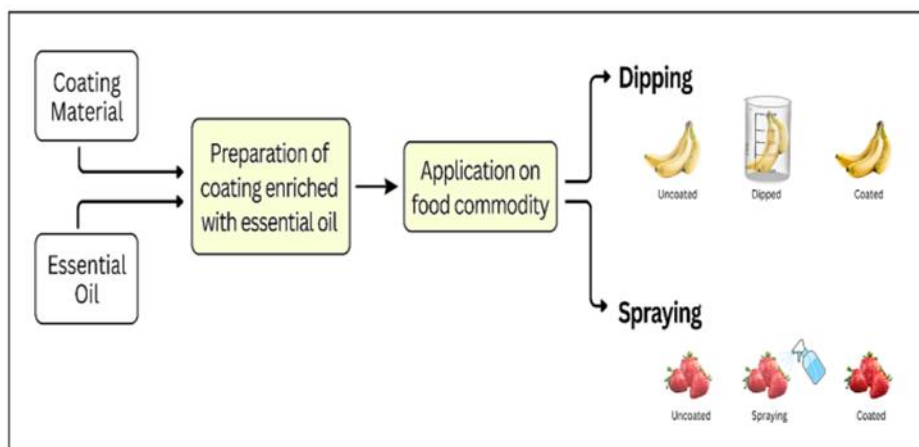 Coating
Material
Essential
Oil
Preparation of
coating enriched
with essential oil
Application on
food commodity
Dipping
Uncoated
Dipped
Coated
Spraying
Uncoated
Spraying
Coated